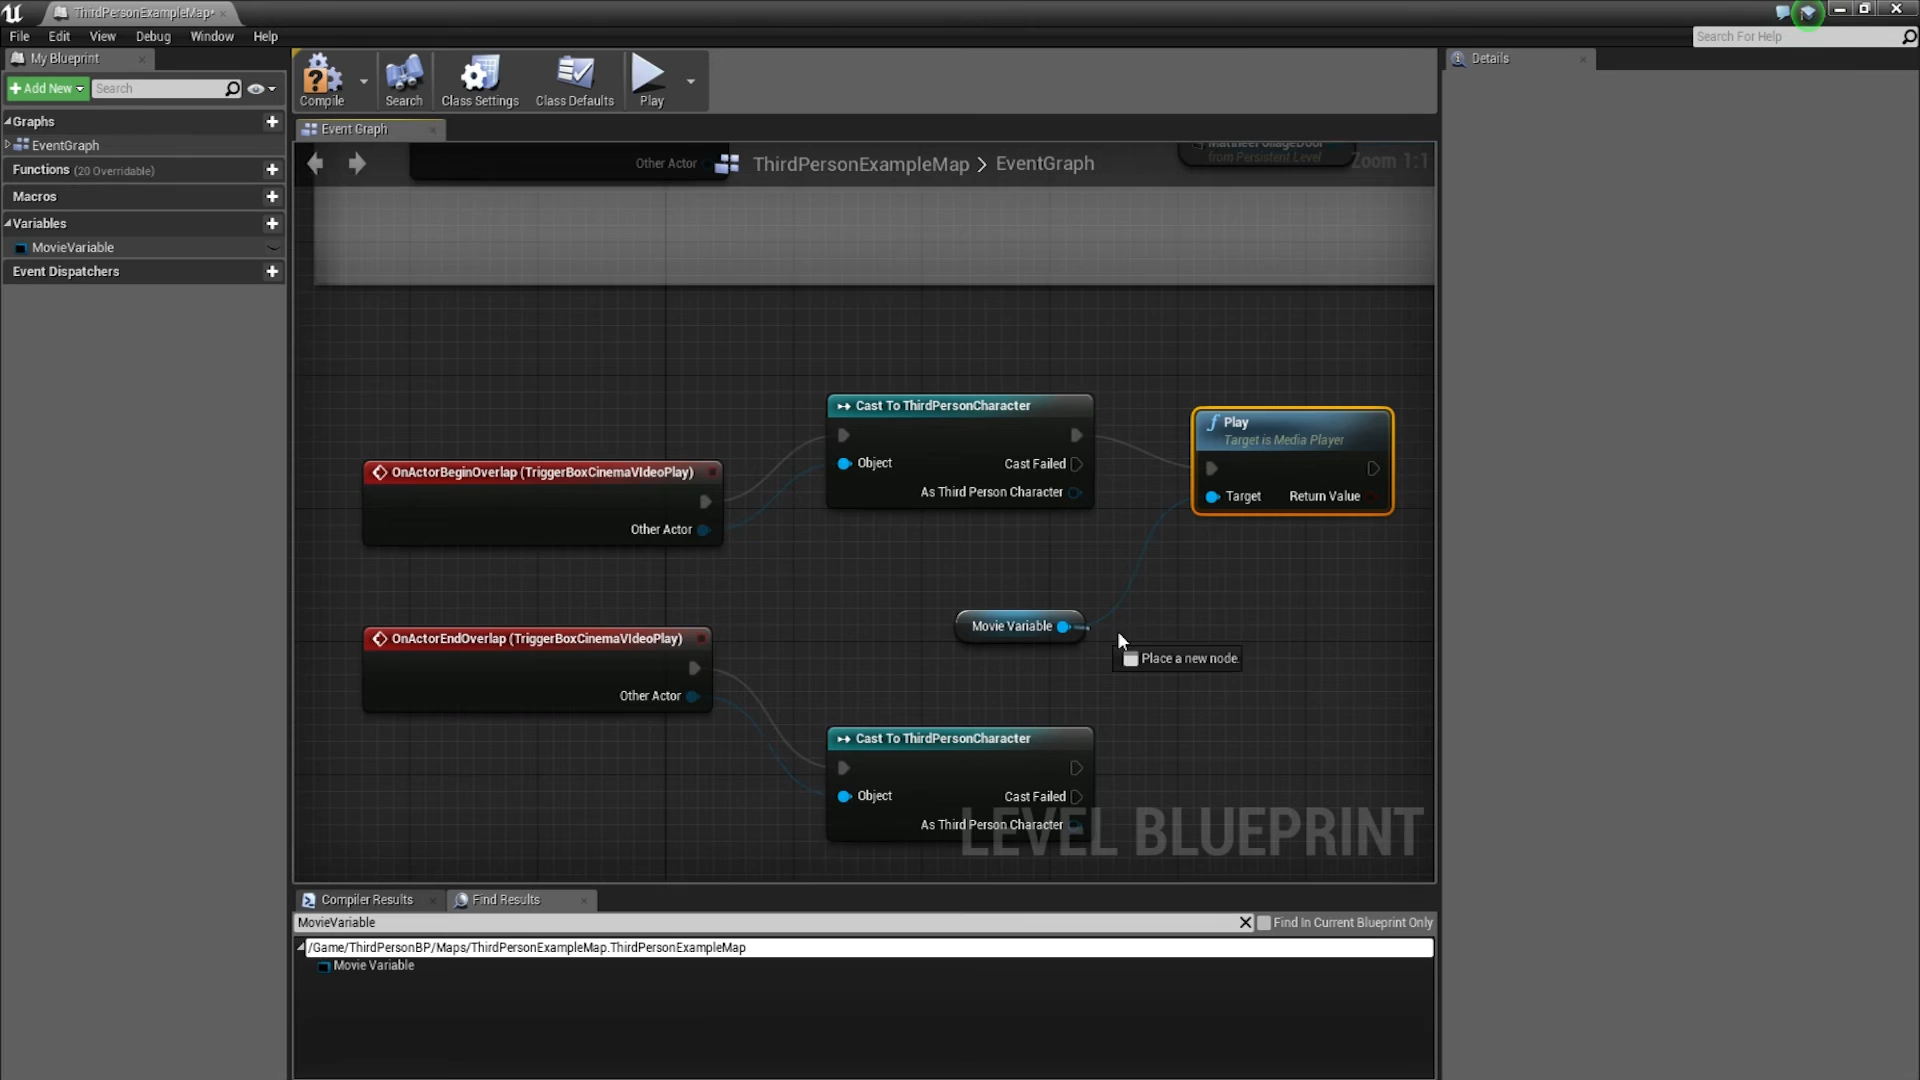 ThirdPersonExampleMap*
File Edit View Debug Window Help
Search For Help
My Blueprint
Add New
Search
Graphs
EventGraph
Functions (20 Overridable)
Macros
Variables
MovieVariable
Event Dispatchers
Compile
Search
Class Settings
Class Defaults
Play
Details
Event Graph
Other Actor
ThirdPersonExampleMap > EventGraph
from Persistent Level
Zoom 1:1
Cast To ThirdPersonCharacter
Object
Cast Failed
As Third Person Character
Play
Target is Media Player
Target
Return Value
OnActorBeginOverlap (TriggerBoxCinemaVIdeoPlay)
Other Actor
Movie Variable
Place a new node.
OnActorEndOverlap (TriggerBoxCinemaVIdeoPlay)
Other Actor
Cast To ThirdPersonCharacter
Object
Cast Failed
As Third Person Character
LEVEL BLUEPRINT
Compiler Results
Find Results
MovieVariable
Find In Current Blueprint Only
/Game/ThirdPersonBP/Maps/ThirdPersonExampleMap.ThirdPersonExampleMap
Movie Variable